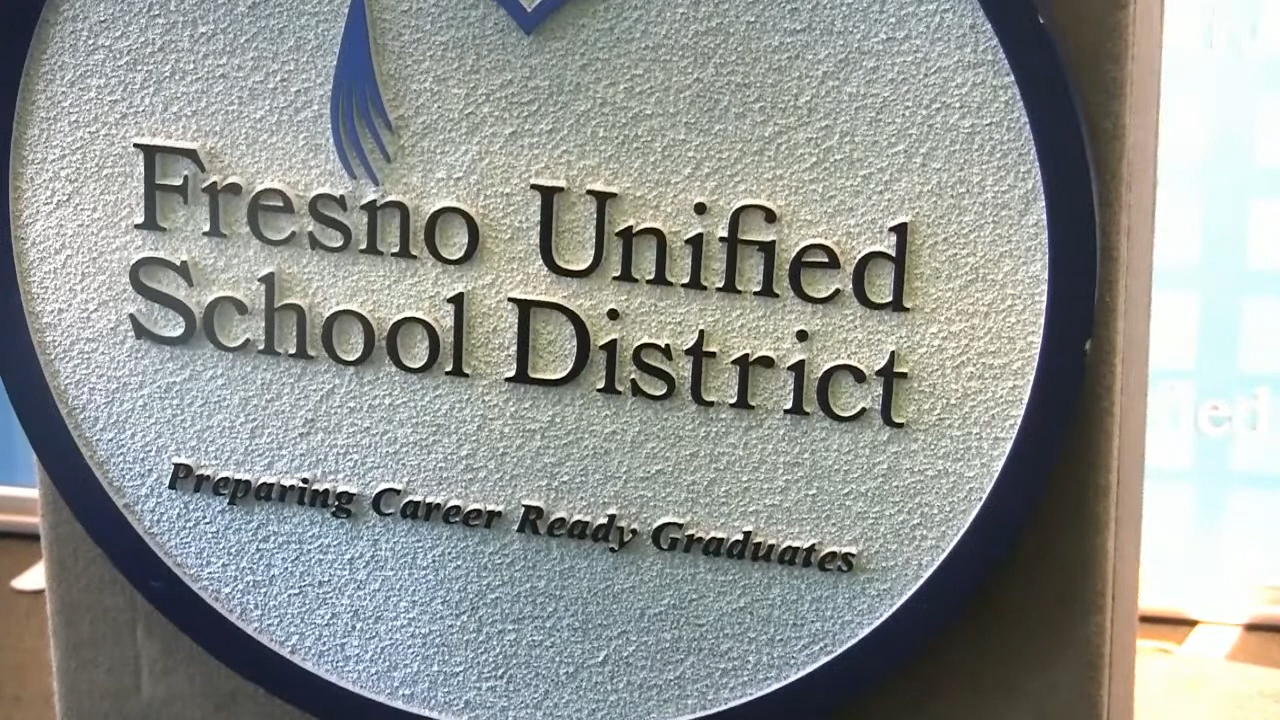 Fresno Unified
School District
Preparing Career Ready Graduates